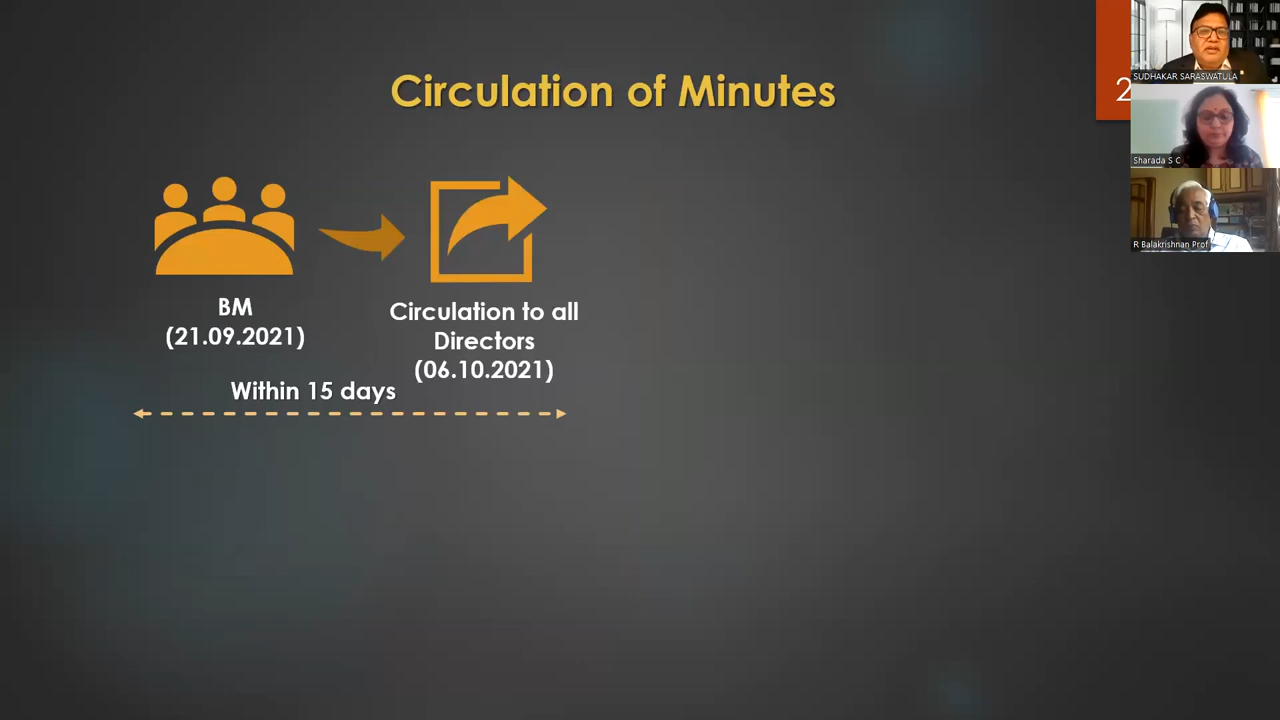 Circulation of Minutes
BM
(21.09.2021)
Circulation to all
Directors
(06.10.2021)
Within 15 days
2
SUDHAKAR SARASWATULA
Sharada S C
R Balakrishnan Prof